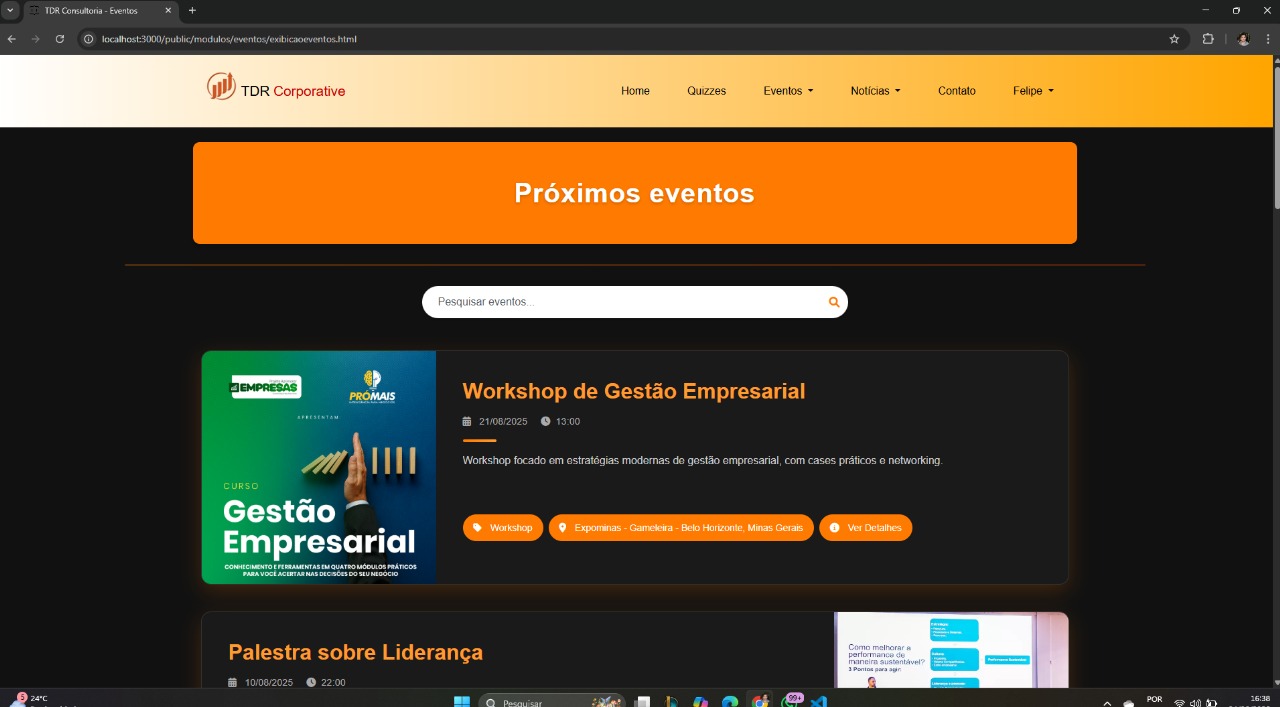 TDR Consultoria - Eventos
localhost:3000/public/modulos/eventos/exibicaoeventos.html
TDR Corporative
Home
Quizzes
Eventos
Notícias
Contato
Felipe
Próximos eventos
Pesquisar eventos...
EMPRESAS
PROMAIS
APRESENTAM
CURSO
Gestão
Empresarial
CONHECIMENTO E FERRAMENTAS EM QUATRO MÓDULOS PRÁTICOS
PARA VOCÊ ACERTAR NAS DECISÕES DO SEU NEGÓCIO
Workshop de Gestão Empresarial
21/08/2025
13:00
Workshop focado em estratégias modernas de gestão empresarial, com cases práticos e networking.
Workshop
Expominas - Gameleira - Belo Horizonte, Minas Gerais
Ver Detalhes
Palestra sobre Liderança
10/08/2025
22:00
Como melhorar a
performance de
maneira sustentável?
3 Pontos para agir:
Performance Sustentável
5
24°C
Pesquisar
99+
POR
16:38